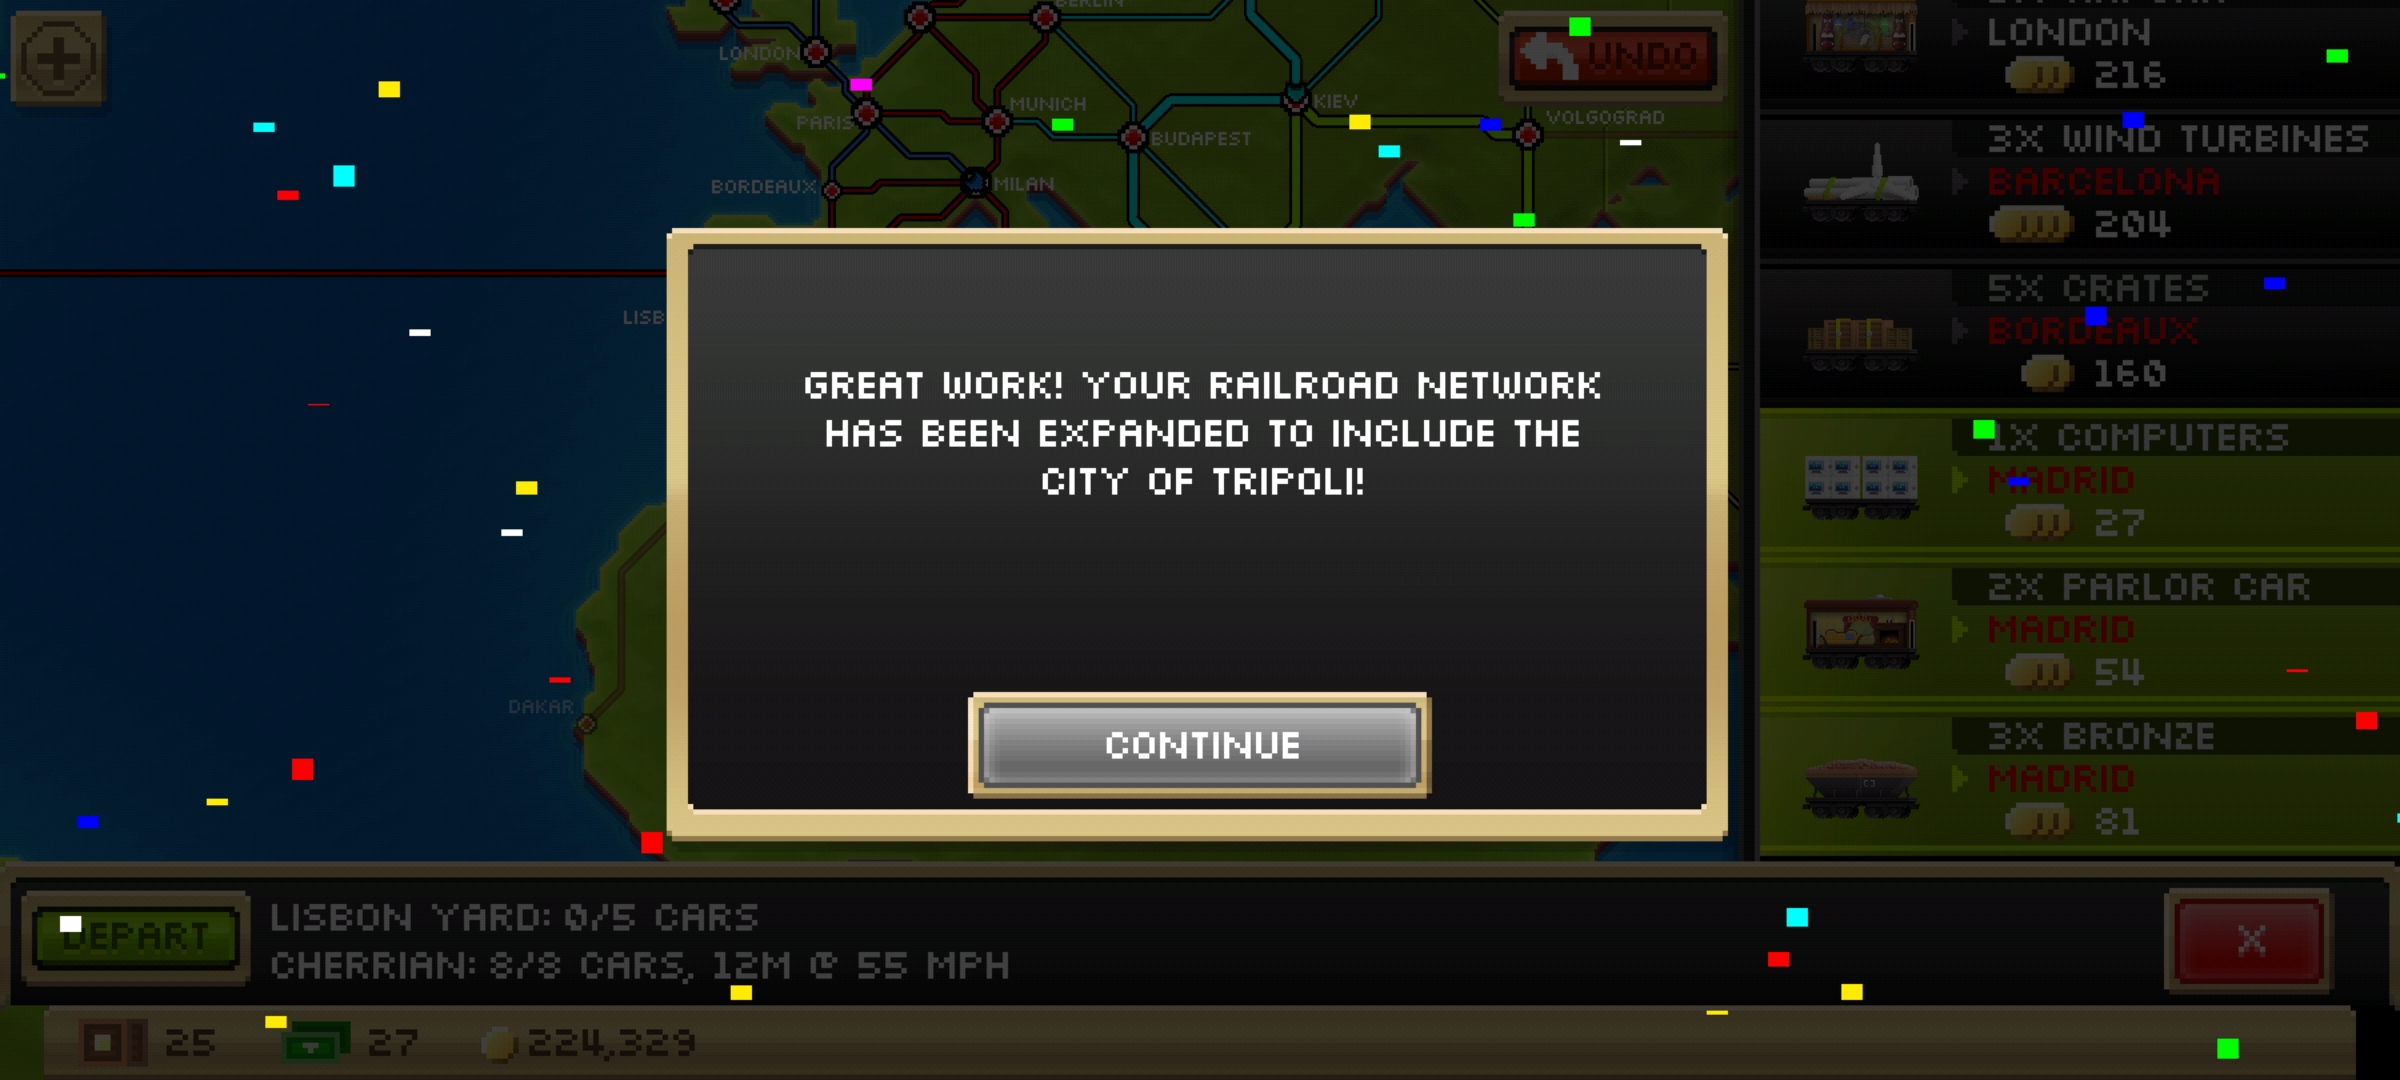 BERLIN
LONDON
MUNICH
PARIS
KIEV
VOLGOGRAD
BUDAPEST
BORDEAUX
MILAN
DAKAR
UNDO
GREAT WORK! YOUR RAILROAD NETWORK
HAS BEEN EXPANDED TO INCLUDE THE
CITY OF TRIPOLI!
CONTINUE
LONDON
216
3X WIND TURBINES
BARCELONA
204
5X CRATES
BORDEAUX
160
1X COMPUTERS
MADRID
27
2X PARLOR CAR
MADRID
54
3X BRONZE
MADRID
81
DEPART
LISBON YARD: 0/5 CARS
CHERRIAN: 8/8 CARS, 12M @ 55 MPH
X
25
27
224,329